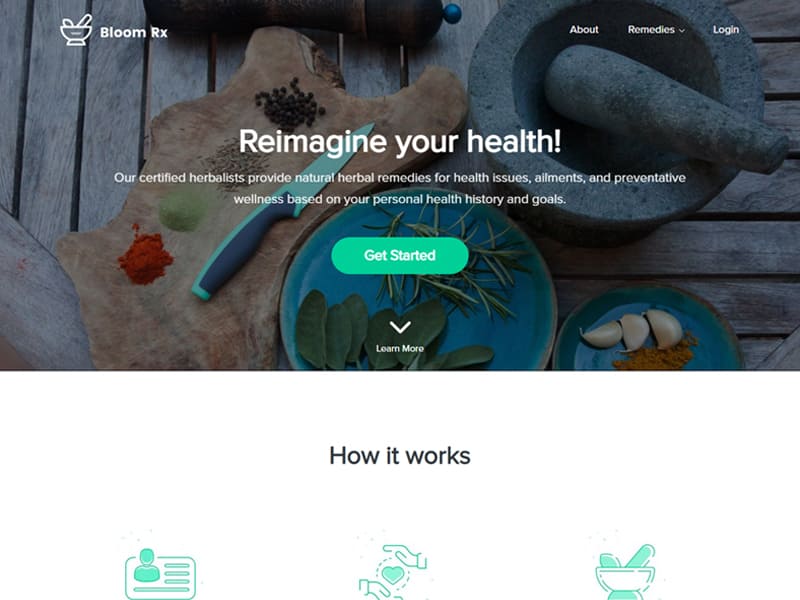 Bloom Rx
About
Remedies
Login
Reimagine your health!
Our certified herbalists provide natural herbal remedies for health issues, ailments, and preventative
wellness based on your personal health history and goals.
Get Started
Learn More
How it works